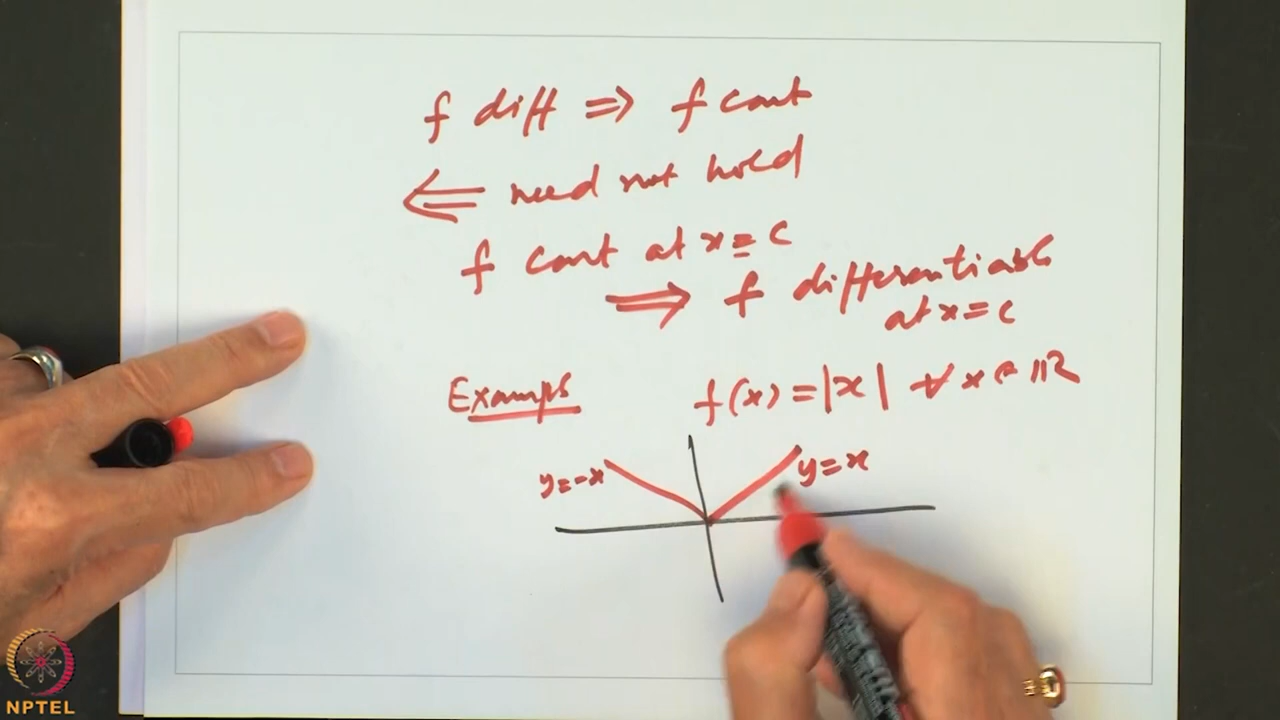 f diff ⇒ f cont
⇐ need not hold
f cont at x = c
⇒ f differentiable
at x = c
Example f(x) = |x| ∀ x ∈ ℝ
y=-x y=x
NPTEL